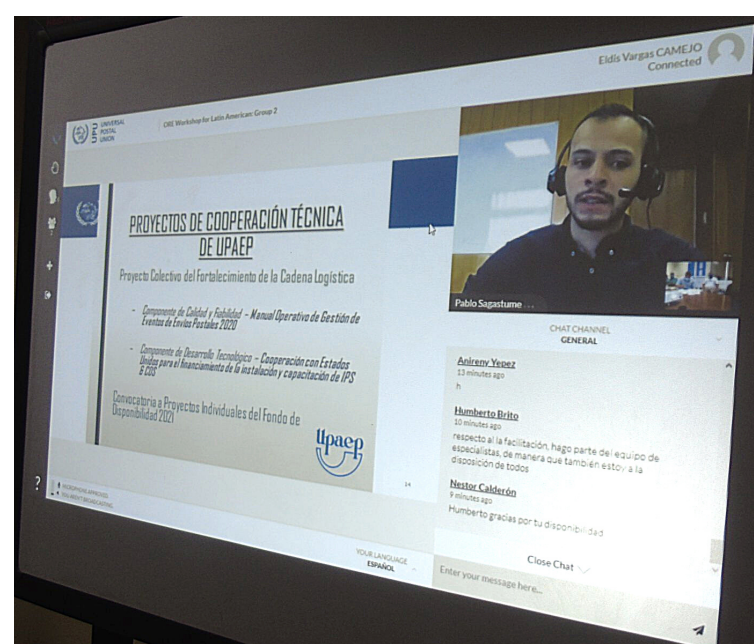 Eldis Vargas CAMEJO
Connected
UPU
UNIVERSAL
POSTAL
UNION
ORE Workshop for Latin American: Group 2
PROYECTOS DE COOPERACIÓN TÉCNICA
DE UPAEP
Proyecto Colectivo del Fortalecimiento de la Cadena Logística
- Componente de Calidad y Fiabilidad – Manual Operativo de Gestión de
Eventos de Envíos Postales 2020
- Componente de Desarrollo Tecnológico – Cooperación con Estados
Unidos para el financiamiento de la instalación y capacitación de IPS
& CDS
Convocatoria a Proyectos Individuales del Fondo de
Disponibilidad 2021
Upaep
14
Pablo Sagastume ...
CHAT CHANNEL
GENERAL
Anireny Yepez
13 minutes ago
h
Humberto Brito
10 minutes ago
respecto al la facilitación, hago parte del equipo de
especialistas, de manera que también estoy a la
disposición de todos
Nestor Calderón
9 minutes ago
Humberto gracias por tu disponibilidad
Close Chat
Enter your message here...
YOUR LANGUAGE
ESPAÑOL
?
MICROPHONE APPROVED.